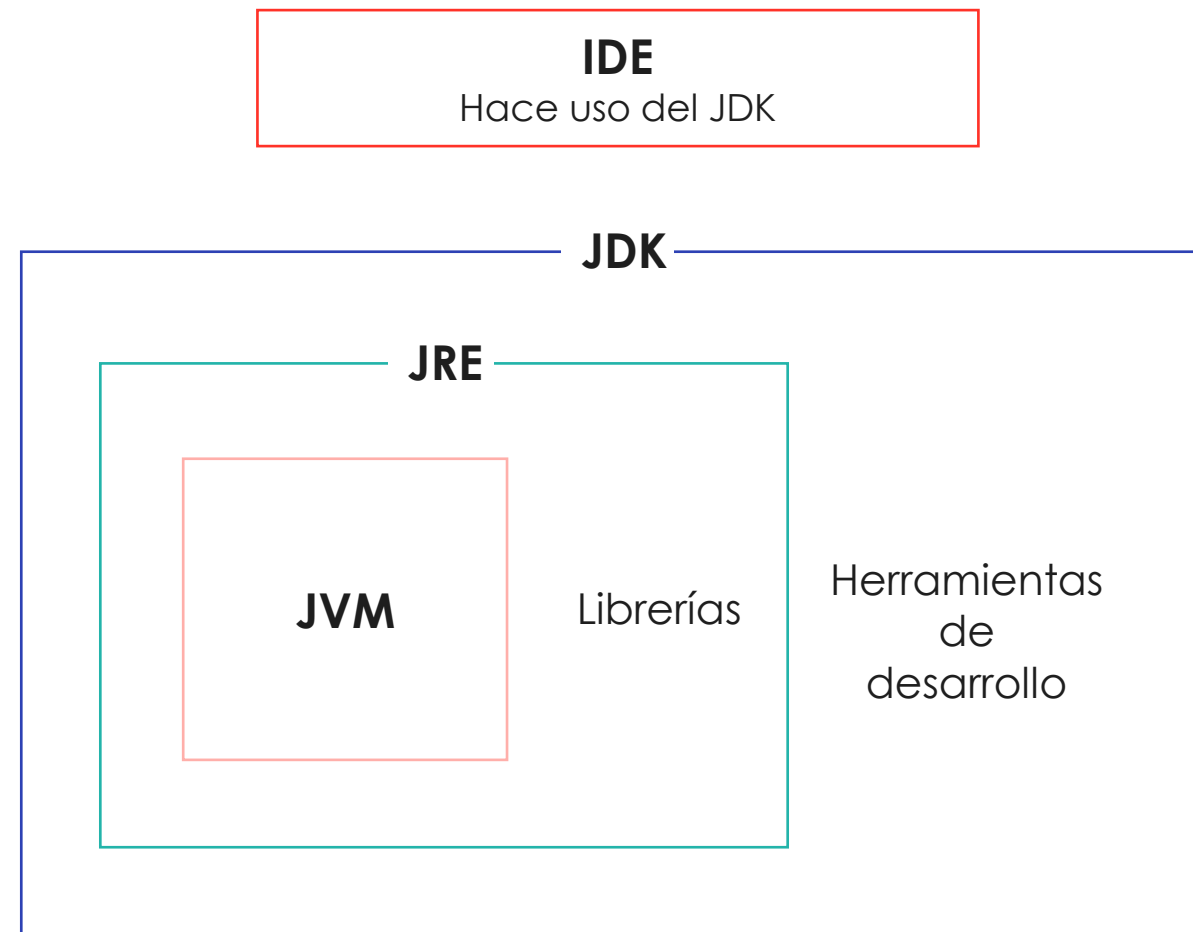 IDE
Hace uso del JDK
JDK
JRE
JVM
Librerías
Herramientas
de
desarrollo